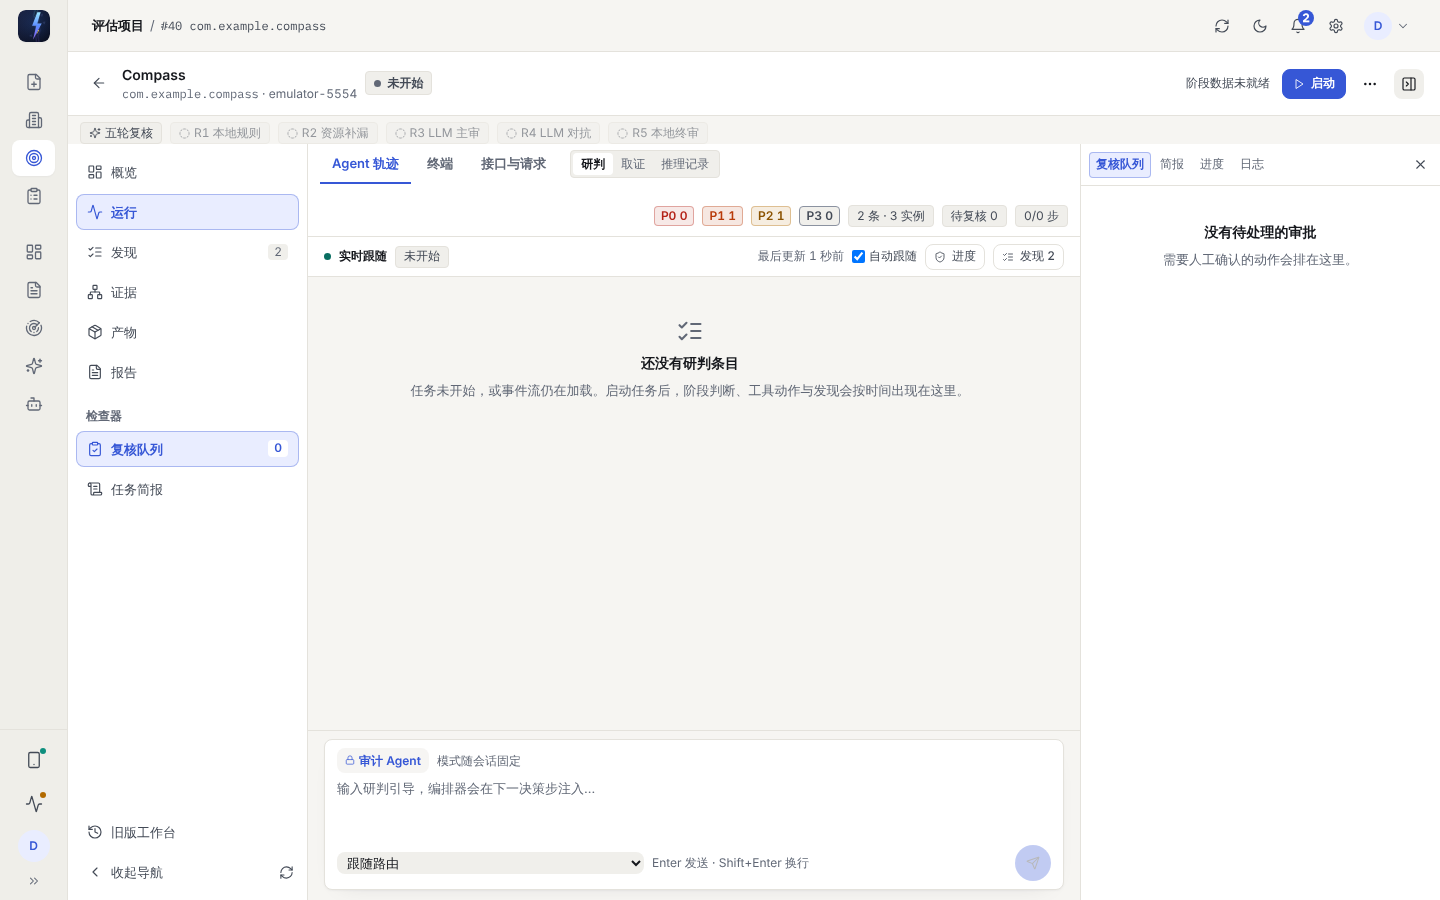 评估项目 / #40 com.example.compass
2
D
Compass
com.example.compass · emulator-5554
未开始
阶段数据未就绪
启动
五轮复核
R1 本地规则
R2 资源补漏
R3 LLM 主审
R4 LLM 对抗
R5 本地终审
概览
运行
发现 2
证据
产物
报告
检查器
复核队列 0
任务简报
旧版工作台
收起导航
D
Agent 轨迹
终端
接口与请求
研判
取证
推理记录
P0 0
P1 1
P2 1
P3 0
2 条 · 3 实例
待复核 0
0/0 步
实时跟随
未开始
最后更新 1 秒前
自动跟随
进度
发现 2
还没有研判条目
任务未开始，或事件流仍在加载。启动任务后，阶段判断、工具动作与发现会按时间出现在这里。
审计 Agent
模式随会话固定
输入研判引导，编排器会在下一决策步注入...
跟随路由
Enter 发送 · Shift+Enter 换行
复核队列
简报
进度
日志
没有待处理的审批
需要人工确认的动作会排在这里。